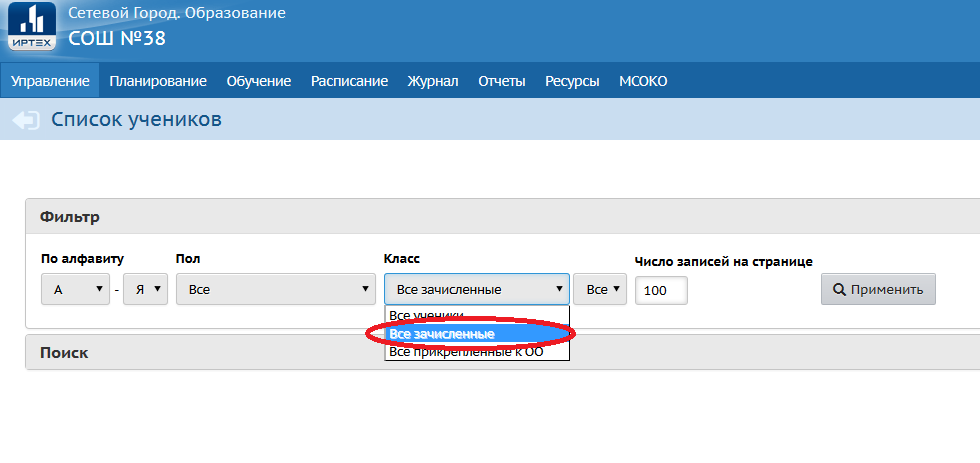 Сетевой Город. Образование
ИРТЕХ
СОШ №38
Управление Планирование Обучение Расписание Журнал Отчеты Ресурсы МСОКО
Список учеников
Фильтр
По алфавиту Пол Класс Число записей на странице
А - Я Все Все зачисленные Все 100 Применить
Все ученики
Все зачисленные
Все прикрепленные к ОО
Поиск